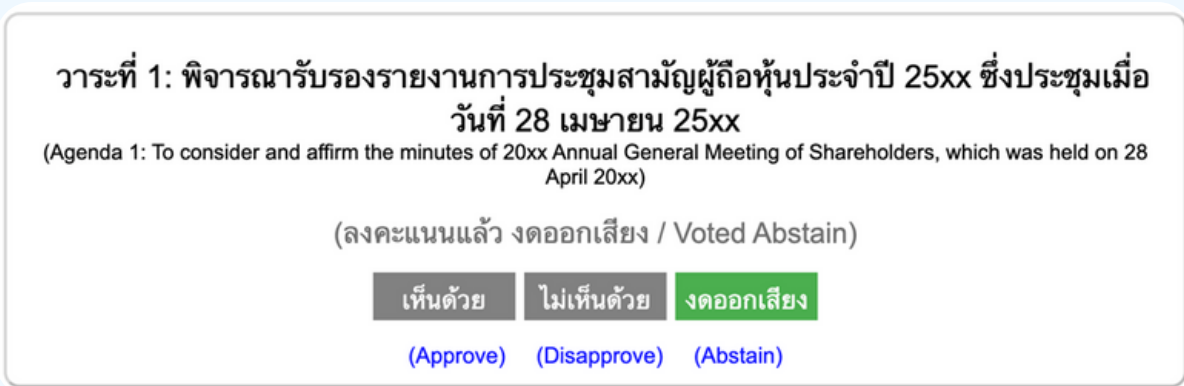 วาระที่ 1: พิจารณารับรองรายงานการประชุมสามัญผู้ถือหุ้นประจำปี 25xx ซึ่งประชุมเมื่อ
วันที่ 28 เมษายน 25xx
(Agenda 1: To consider and affirm the minutes of 20xx Annual General Meeting of Shareholders, which was held on 28
April 20xx)
(ลงคะแนนแล้ว งดออกเสียง / Voted Abstain)
เห็นด้วย ไม่เห็นด้วย งดออกเสียง
(Approve) (Disapprove) (Abstain)